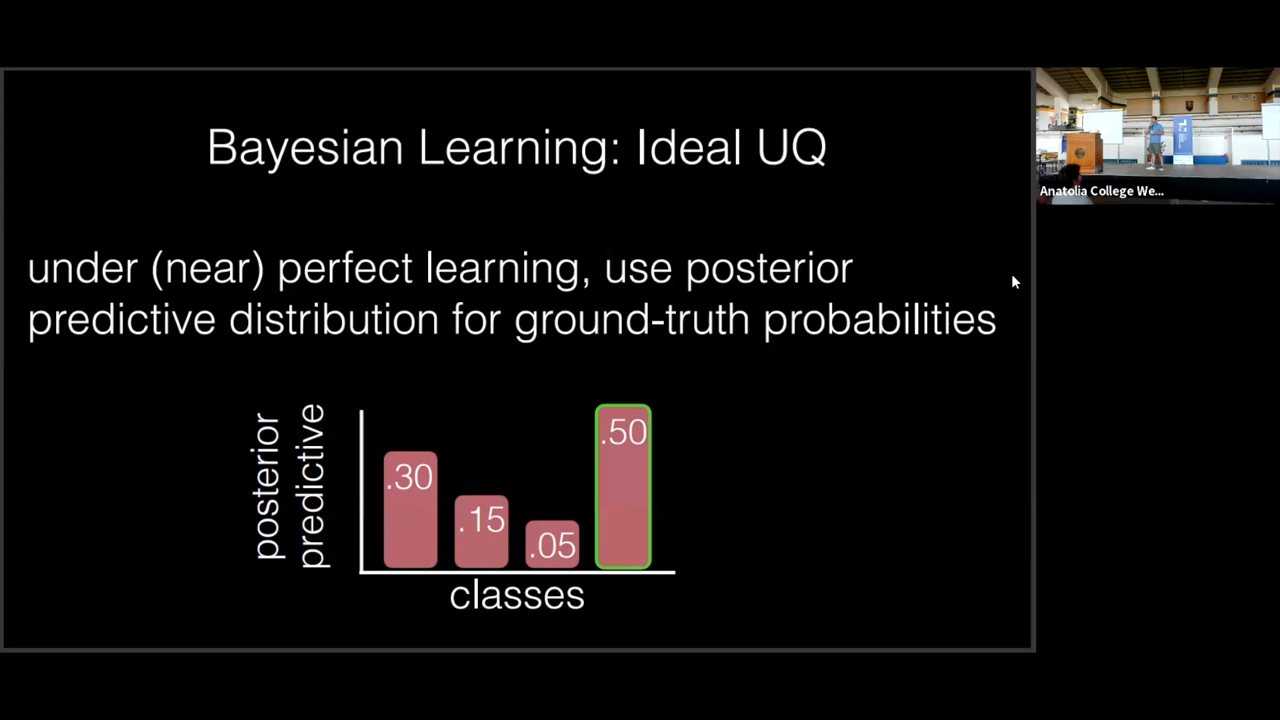 Bayesian Learning: Ideal UQ
under (near) perfect learning, use posterior
predictive distribution for ground-truth probabilities
posterior
predictive
.30
.15
.05
.50
classes
Anatolia College We...